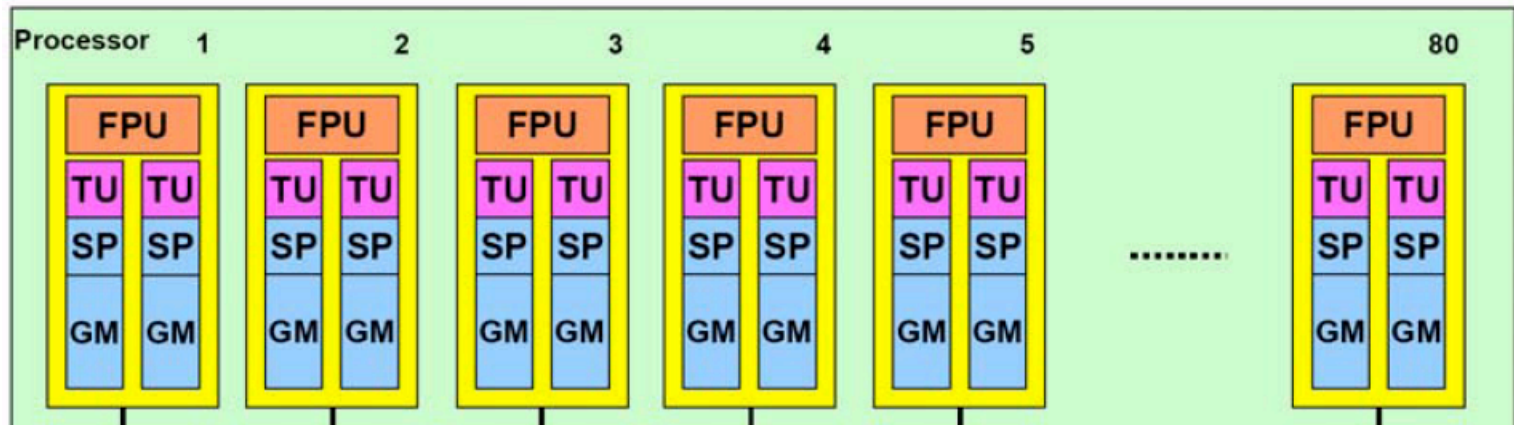 Processor 1 2 3 4 5 80
FPU FPU FPU FPU FPU FPU
TU TU TU TU TU TU TU TU TU TU TU TU
SP SP SP SP SP SP SP SP SP SP SP SP
GM GM GM GM GM GM GM GM GM GM GM GM